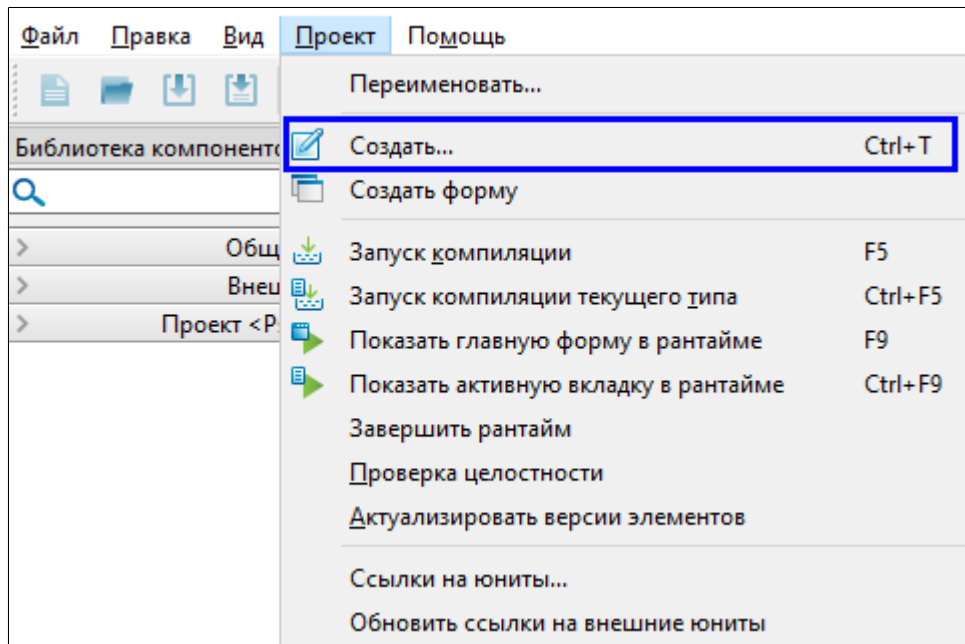 Файл Правка Вид Проект Помощь
Переименовать...
Библиотека компоненто
Создать... Ctrl+T
Создать форму
Общ
Запуск компиляции F5
Внеш
Запуск компиляции текущего типа Ctrl+F5
Проект <Р
Показать главную форму в рантайме F9
Показать активную вкладку в рантайме Ctrl+F9
Завершить рантайм
Проверка целостности
Актуализировать версии элементов
Ссылки на юниты...
Обновить ссылки на внешние юниты